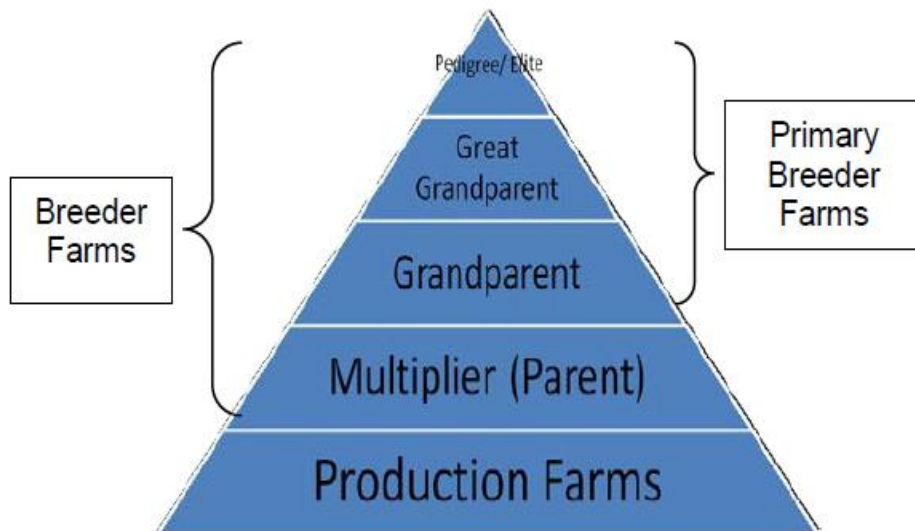 Pedigree/ Elite
Great
Grandparent
Grandparent
Multiplier (Parent)
Production Farms
Breeder
Farms
Primary
Breeder
Farms